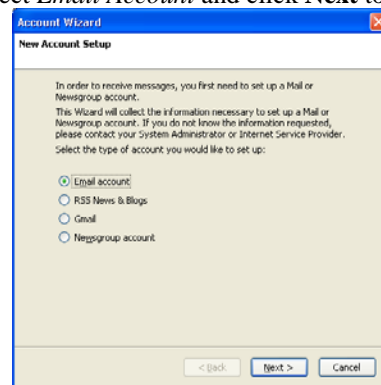 ect Email Account and click Next to
Account Wizard
New Account Setup
In order to receive messages, you first need to set up a Mail or
Newsgroup account.
This Wizard will collect the information necessary to set up a Mail or
Newsgroup account. If you do not know the information requested,
please contact your System Administrator or Internet Service Provider.
Select the type of account you would like to set up:
Email account
RSS News & Blogs
Gmail
Newsgroup account
< Back
Next >
Cancel